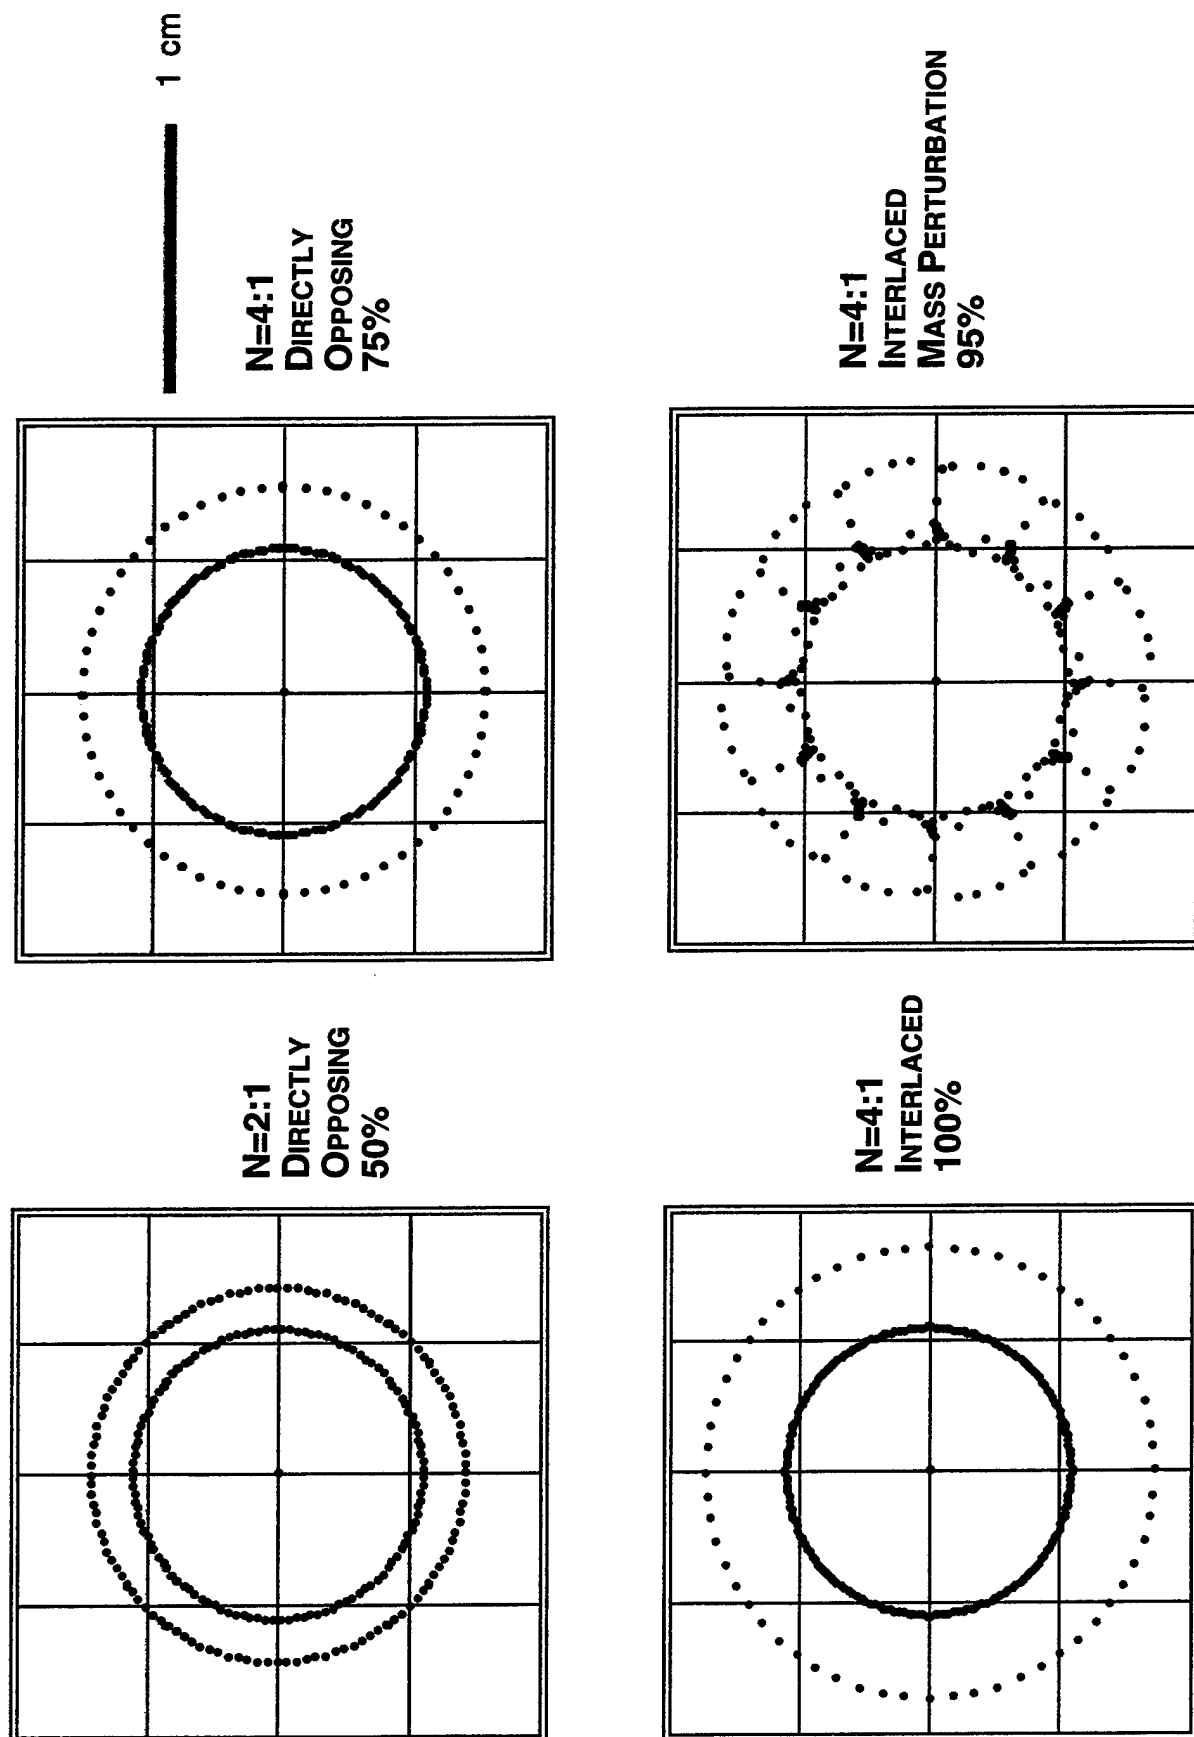 1 cm
N=2:1
DIRECTLY
OPPOSING
50%
N=4:1
DIRECTLY
OPPOSING
75%
N=4:1
INTERLACED
100%
N=4:1
INTERLACED
MASS PERTURBATION
95%